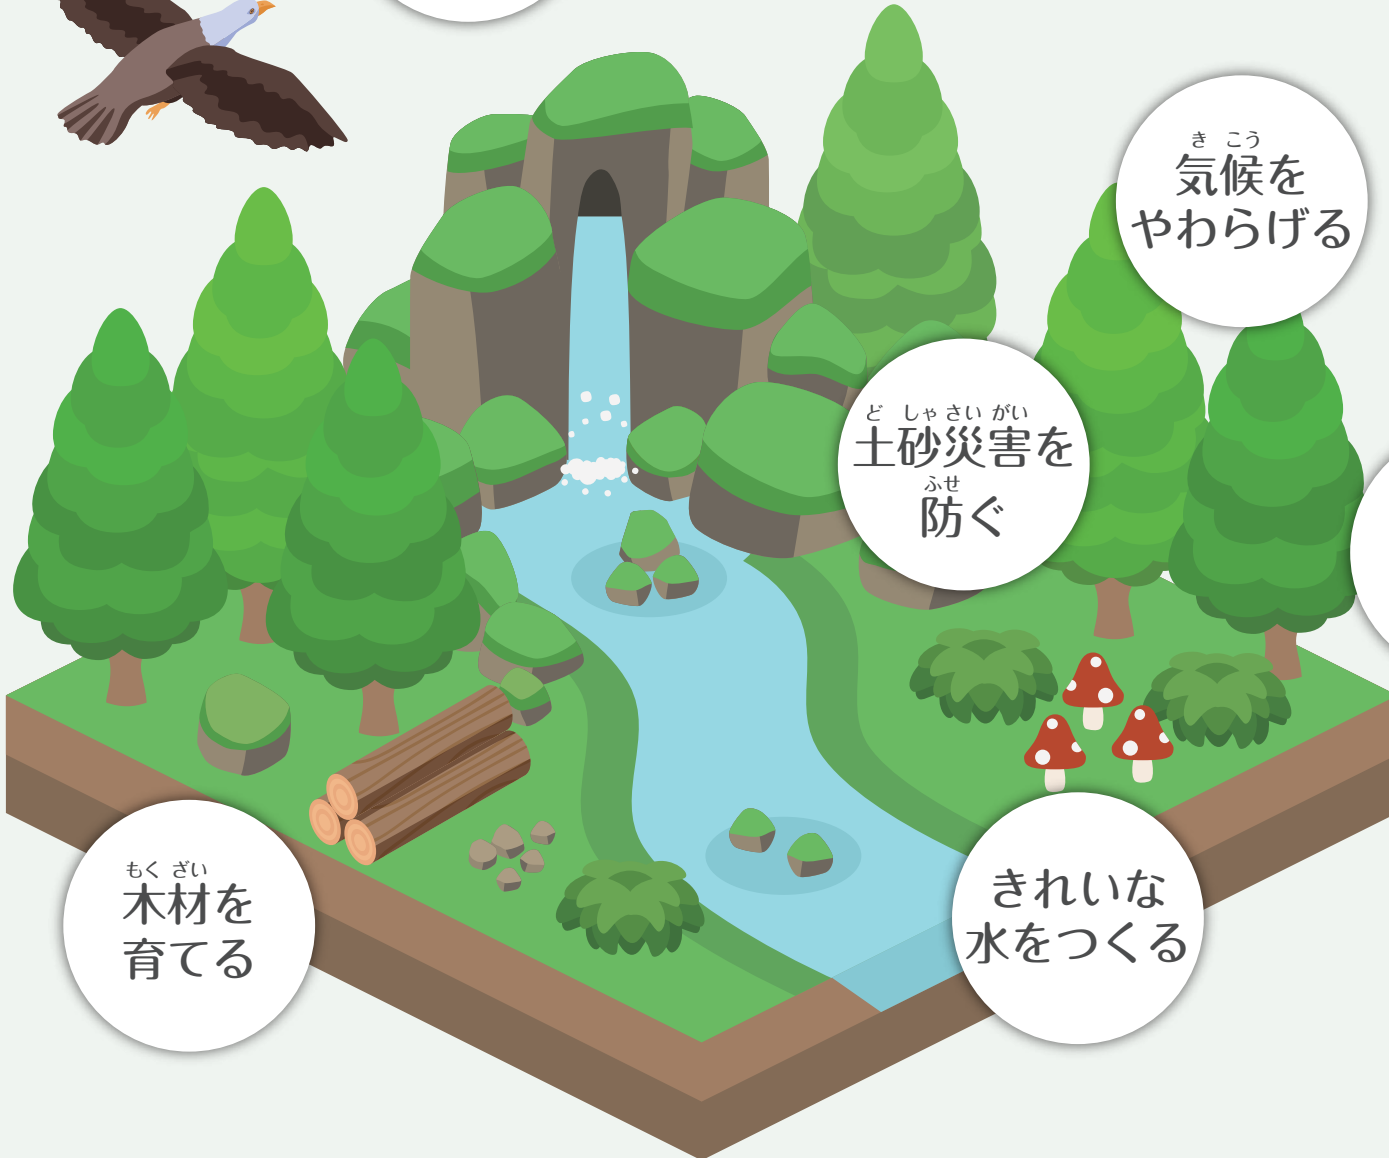 き こう
気候を
やわらげる
ど しゃ さい がい
土砂災害を
ふせ
防ぐ
もく ざい
木材を
育てる
きれいな
水をつくる